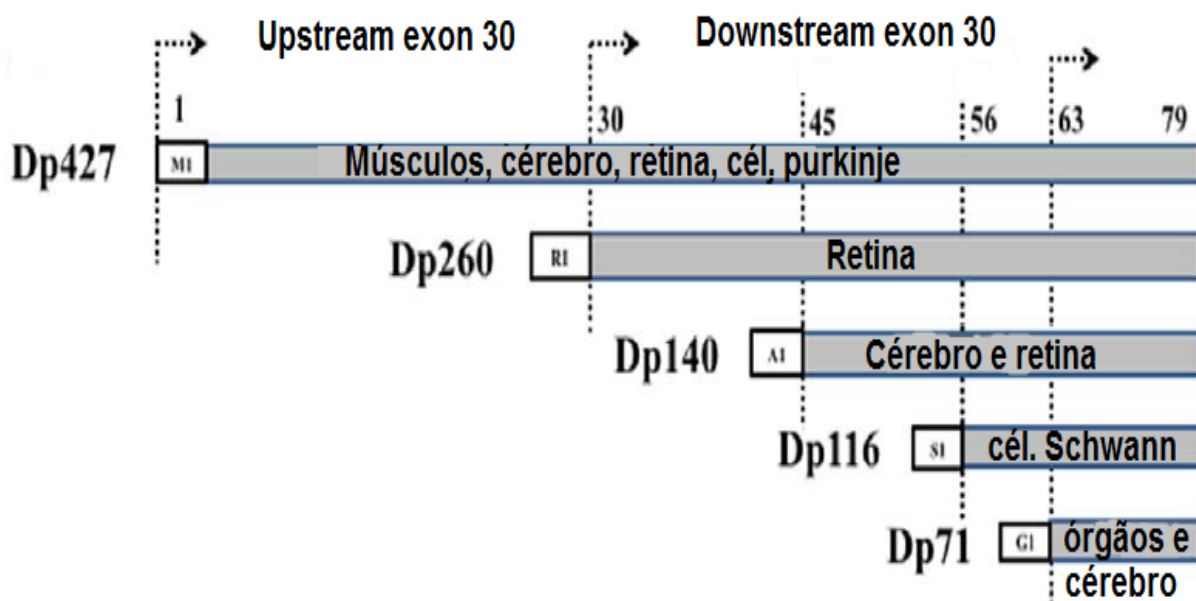 Upstream exon 30 Downstream exon 30
1 30 45 56 63 79
Dp427 M1 Músculos, cérebro, rétina, cél, purkinje
Dp260 R1 Retina
Dp140 A1 Cérebro e retina
Dp116 S1 cél. Schwann
Dp71 G1 órgãos e
cérebro